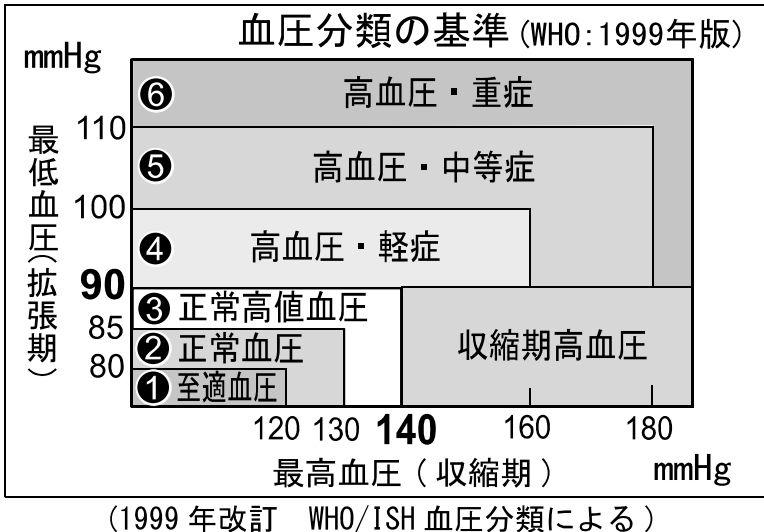 血圧分類の基準(WHO:1999年版)
mmHg
❻ 高血圧・重症
110
❺ 高血圧・中等症
100
❹ 高血圧・軽症
90
❸正常高値血圧
85
❷正常血圧
80
❶至適血圧
収縮期高血圧
最低血圧(拡張期)
120 130 140 160 180
最高血圧(収縮期) mmHg
(1999年改訂 WHO/ISH 血圧分類による)